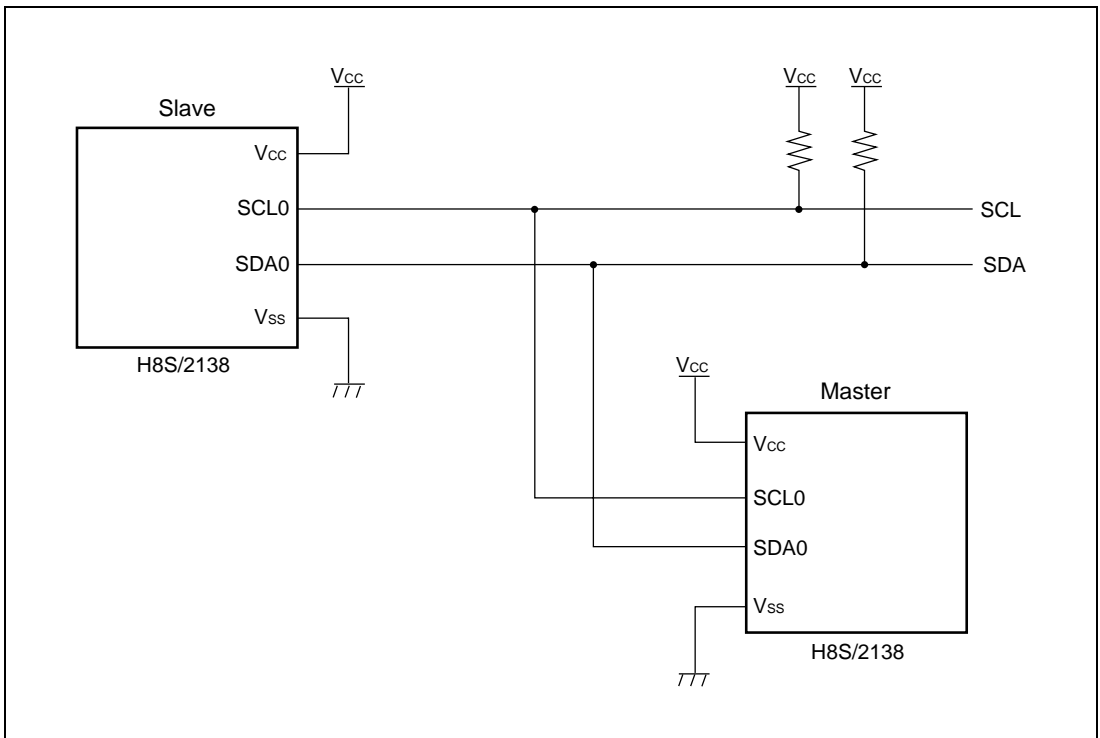 Vcc Vcc Vcc
Slave
Vcc
SCL0 SCL
SDA0 SDA
Vss
H8S/2138
Vcc
Master
Vcc
SCL0
SDA0
Vss
H8S/2138